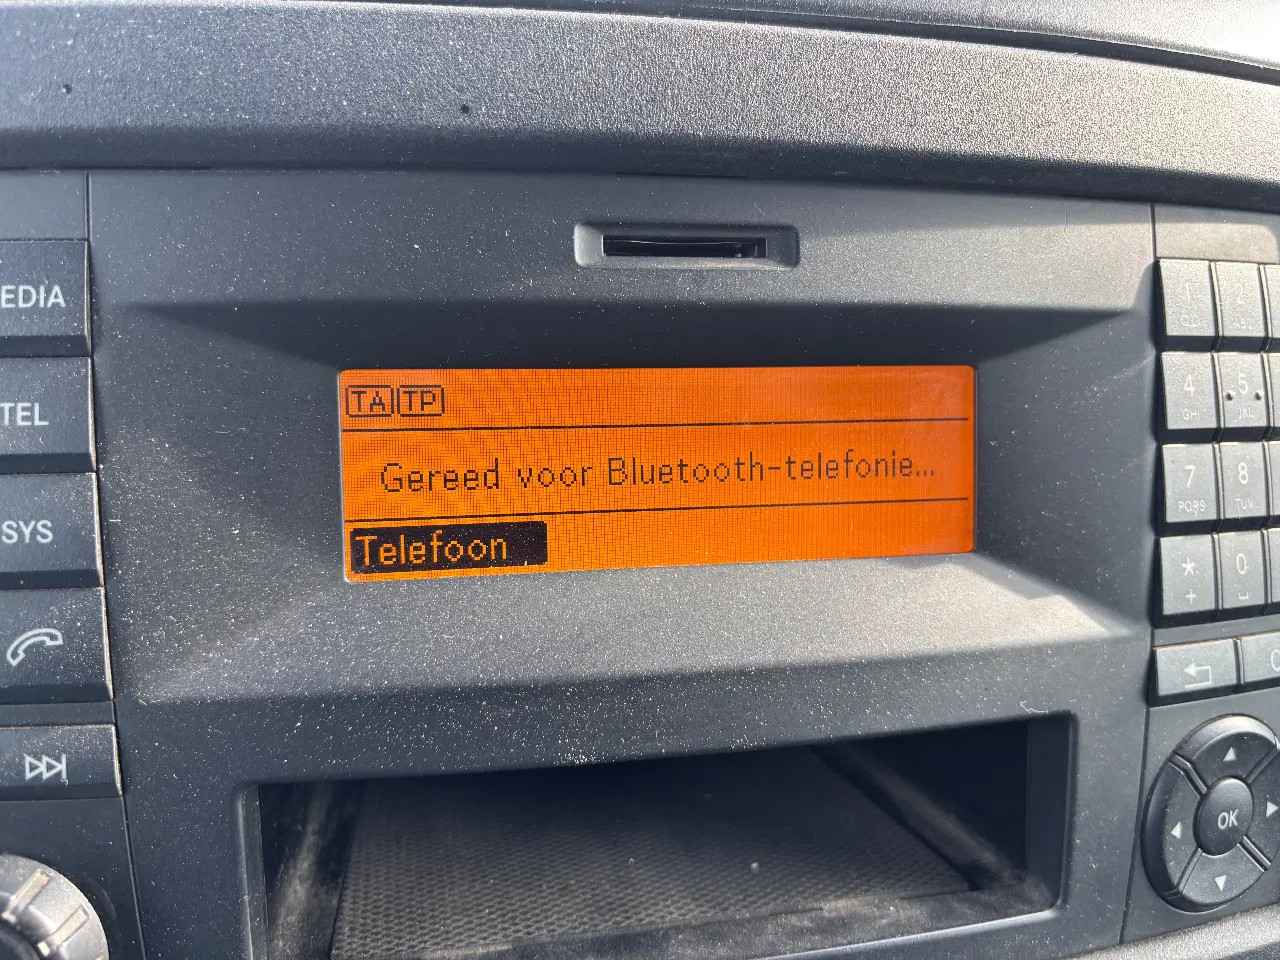 EDIA
TEL
SYS
TA TP
Gereed voor Bluetooth-telefonie...
Telefoon
1
2
4 5
GHI JKL
7 8
PQRS TUV
* 0
+
OK